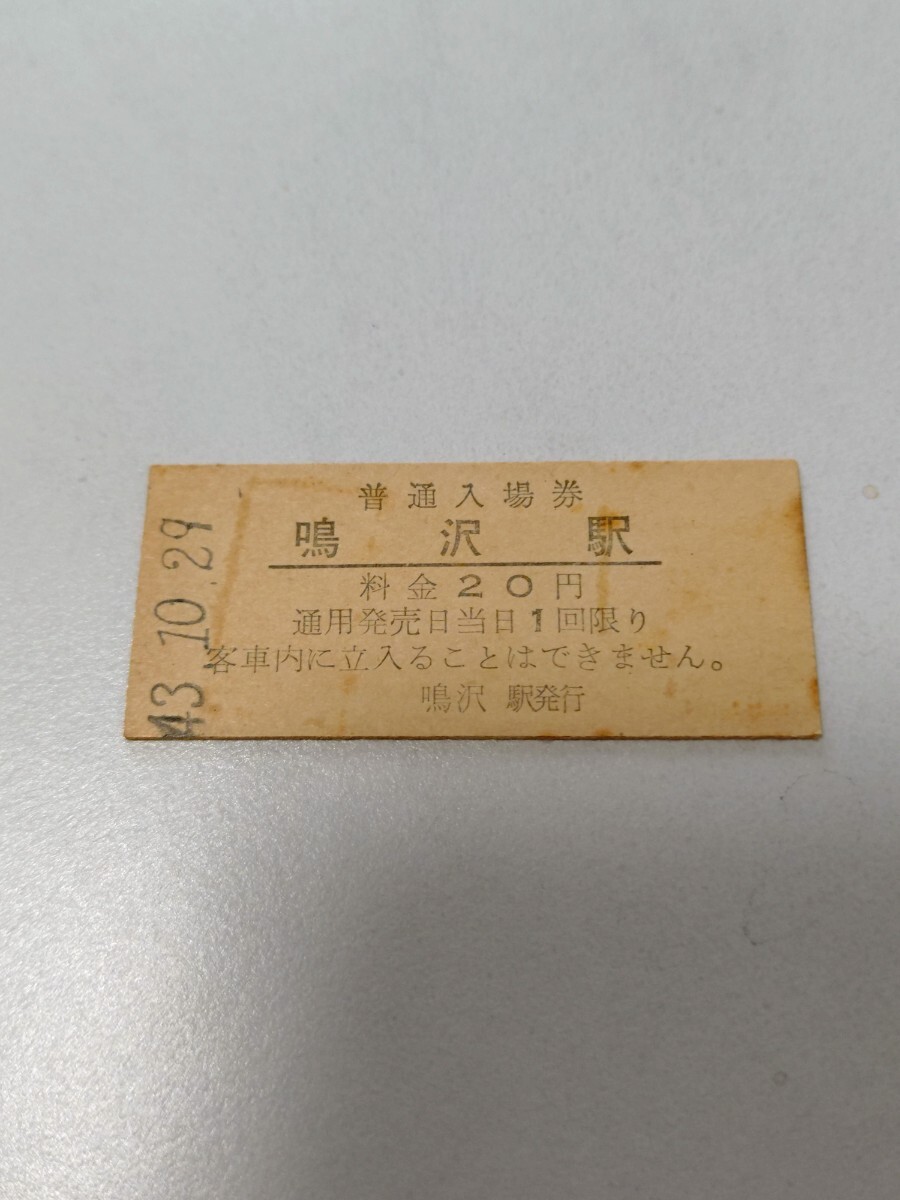 普通入場券
鳴沢駅
料金20円
通用発売日当日1回限り
客車内に立入ることはできません。
鳴沢 駅発行
43.10.29